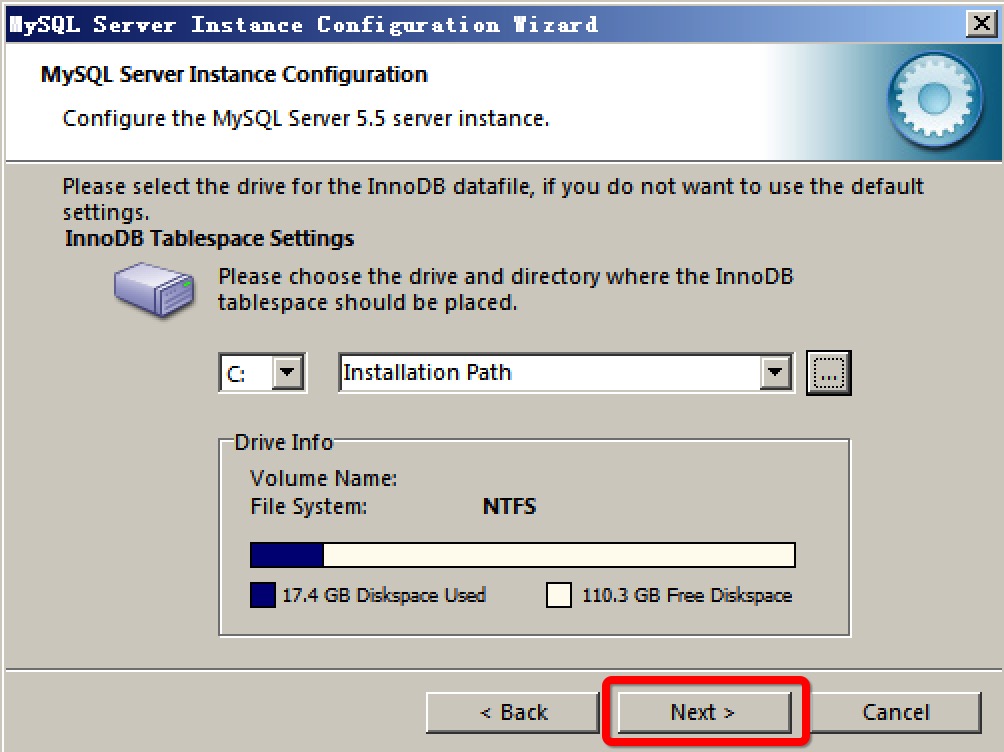 MySQL Server Instance Configuration Wizard
MySQL Server Instance Configuration
Configure the MySQL Server 5.5 server instance.
Please select the drive for the InnoDB datafile, if you do not want to use the default
settings.
InnoDB Tablespace Settings
Please choose the drive and directory where the InnoDB
tablespace should be placed.
C: Installation Path ...
Drive Info
Volume Name:
File System: NTFS
17.4 GB Diskspace Used 110.3 GB Free Diskspace
< Back Next > Cancel